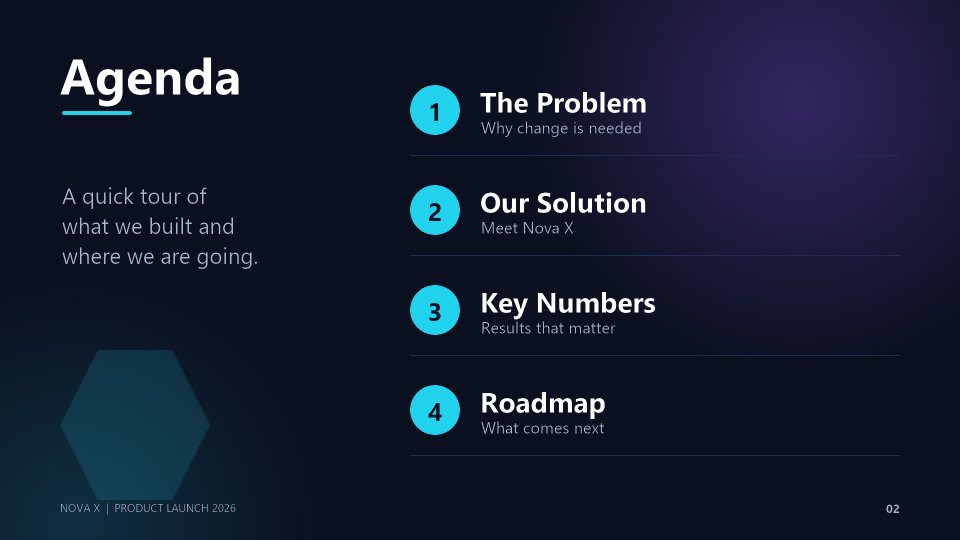 Agenda
A quick tour of
what we built and
where we are going.
1
The Problem
Why change is needed
2
Our Solution
Meet Nova X
3
Key Numbers
Results that matter
4
Roadmap
What comes next
NOVA X | PRODUCT LAUNCH 2026
02